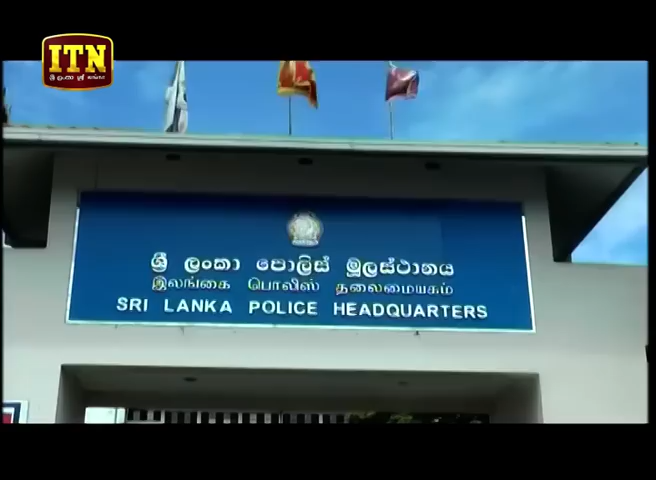 ITN
ශ්‍රී ලංකා පොලිස් මූලස්ථානය
இலங்கை பொலிஸ் தலைமையகம்
SRI LANKA POLICE HEADQUARTERS